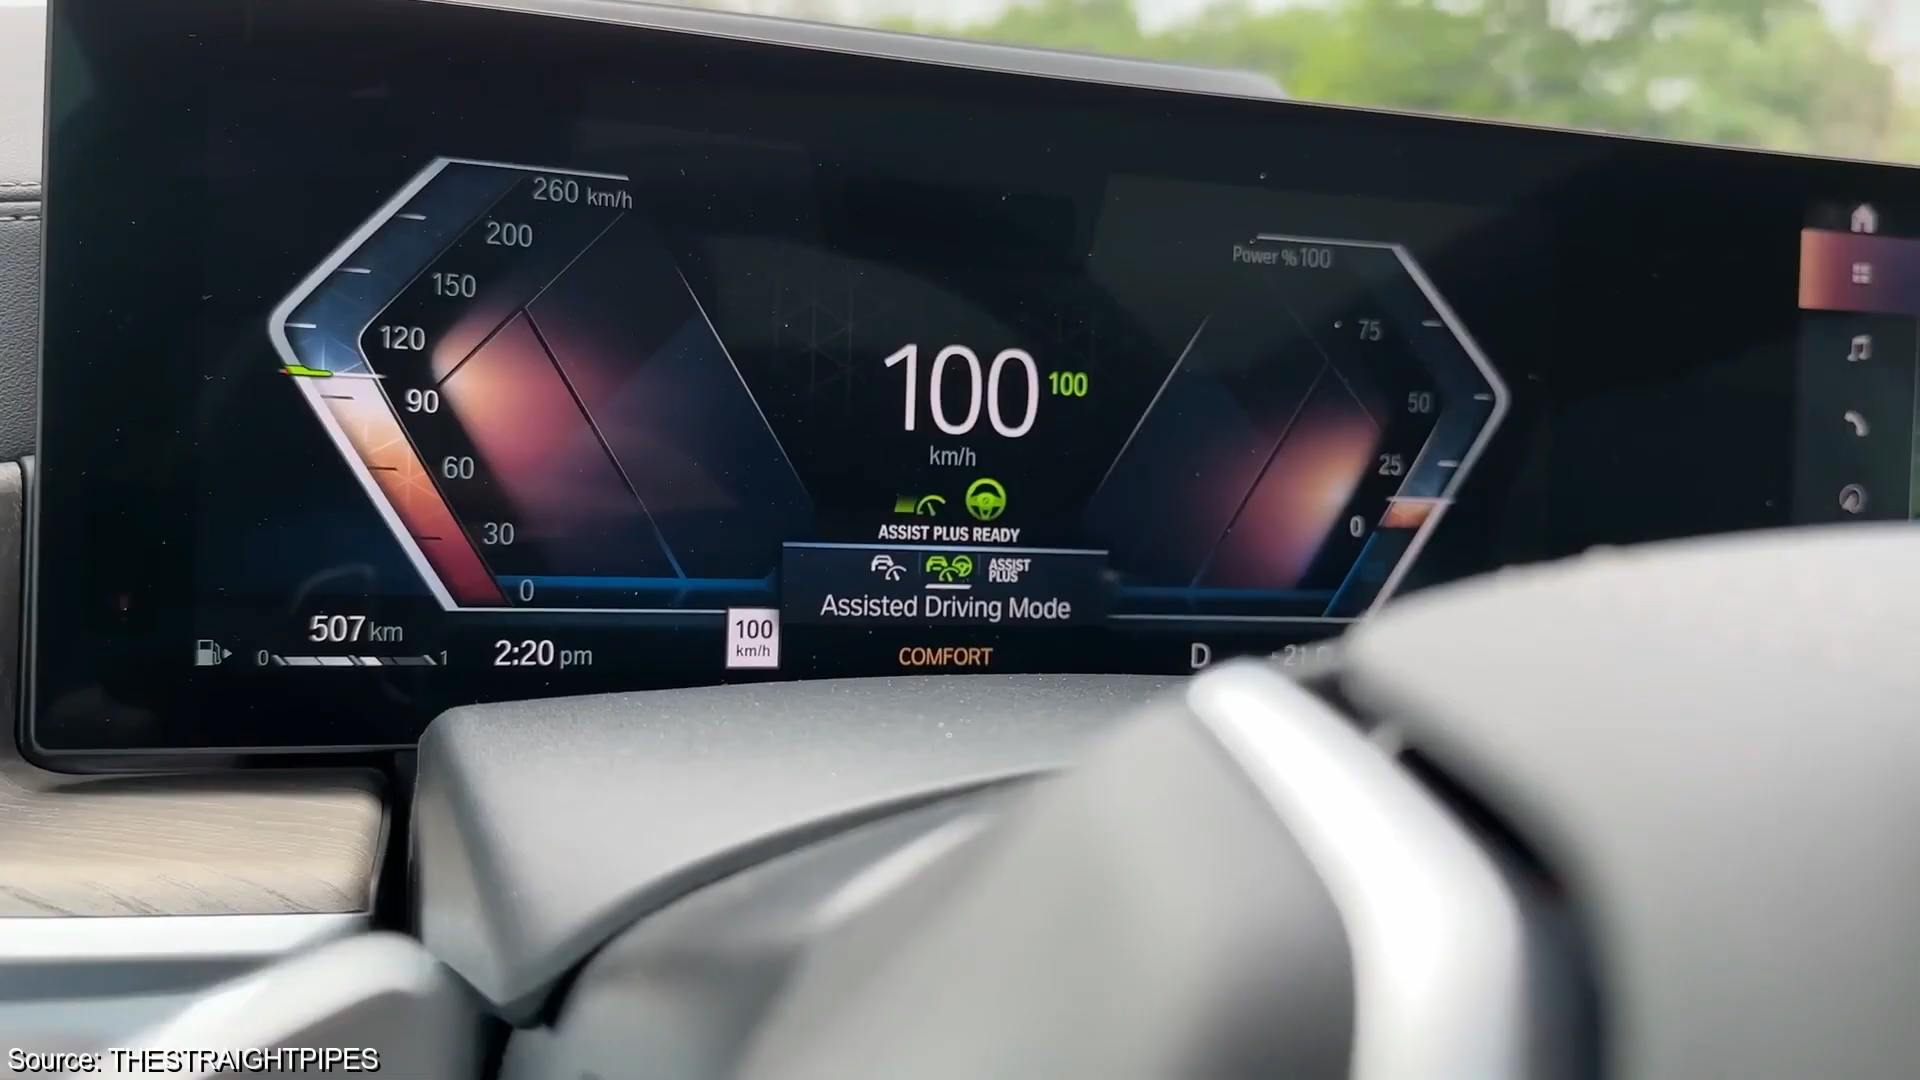 260 km/h
200
150
120
90
60
30
0
100 100
km/h
ASSIST PLUS READY
ASSIST
PLUS
Assisted Driving Mode
Power % 100
75
50
25
0
507 km
0 1
2:20 pm
100
km/h
COMFORT
D
Source: THESTRAIGHTPIPES